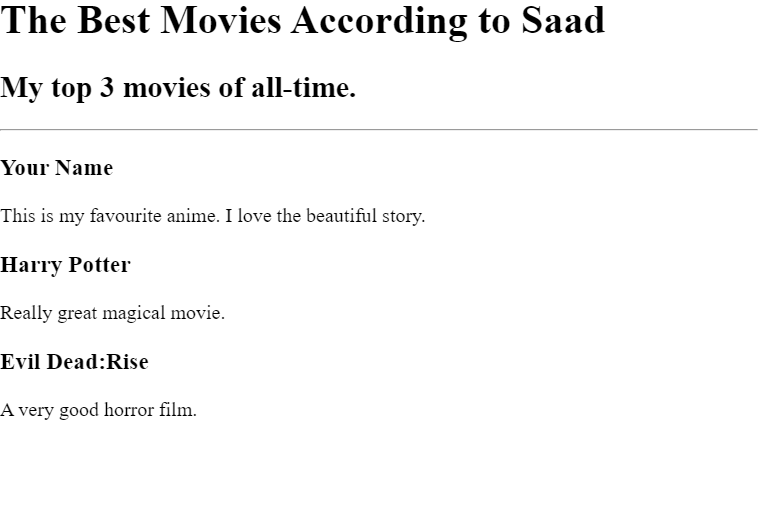 The Best Movies According to Saad
My top 3 movies of all-time.
Your Name
This is my favourite anime. I love the beautiful story.
Harry Potter
Really great magical movie.
Evil Dead:Rise
A very good horror film.